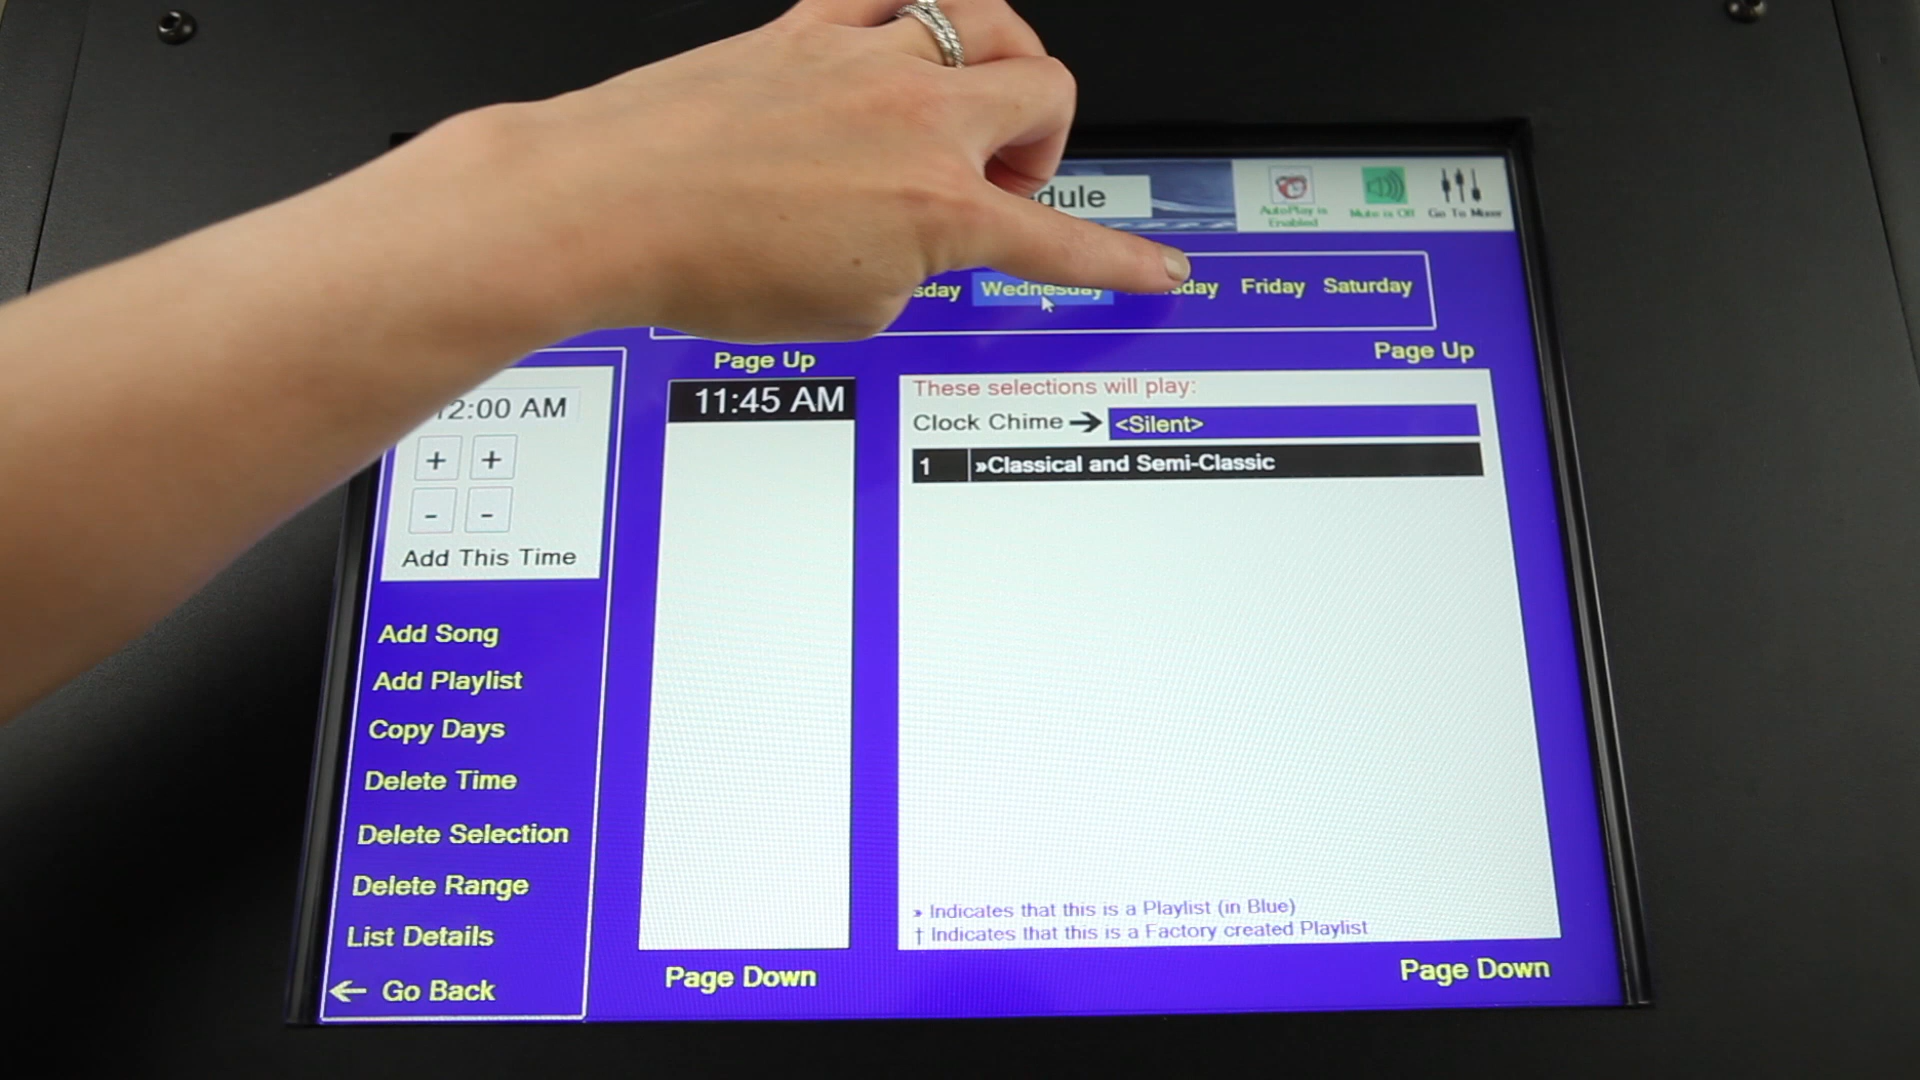 dule
AutoPlay is
Enabled
Mute is Off
Go To Mixer
sday Wednesday sday Friday Saturday
Page Up
Page Up
12:00 AM
+ +
- -
Add This Time
11:45 AM
These selections will play:
Clock Chime → <Silent>
1 »Classical and Semi-Classic
Add Song
Add Playlist
Copy Days
Delete Time
Delete Selection
Delete Range
List Details
← Go Back
» Indicates that this is a Playlist (in Blue)
† Indicates that this is a Factory created Playlist
Page Down
Page Down